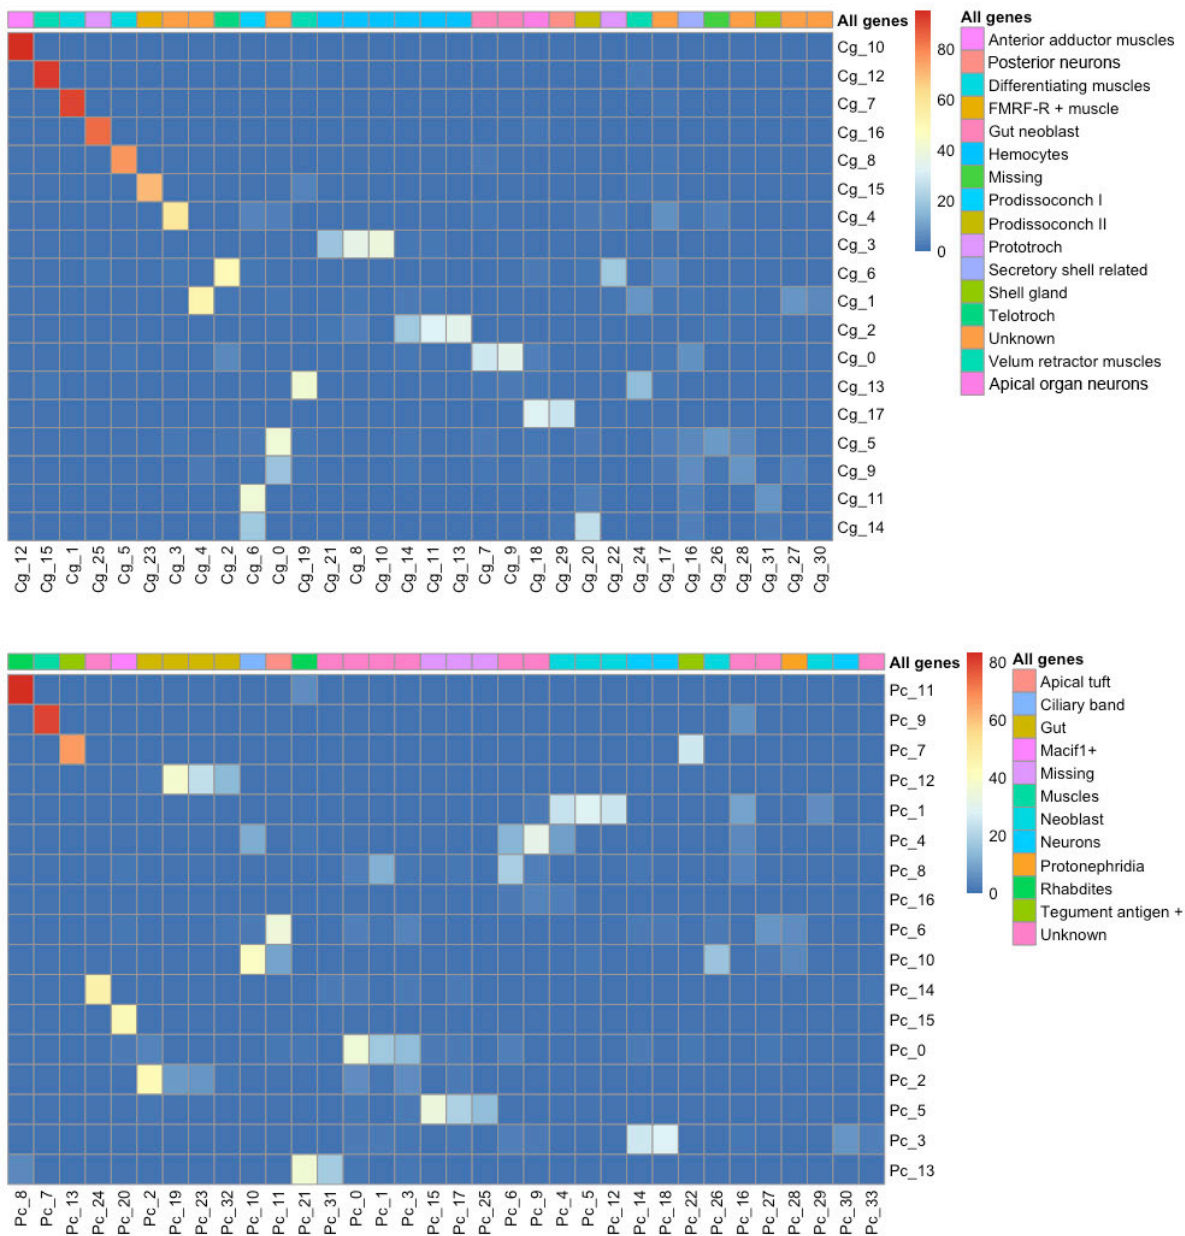 All genes
Cg_10
Cg_12
Cg_7
Cg_16
Cg_8
Cg_15
Cg_4
Cg_3
Cg_6
Cg_1
Cg_2
Cg_0
Cg_13
Cg_17
Cg_5
Cg_9
Cg_11
Cg_14
Cg_12
Cg_15
Cg_1
Cg_25
Cg_5
Cg_23
Cg_3
Cg_4
Cg_2
Cg_6
Cg_0
Cg_19
Cg_21
Cg_8
Cg_10
Cg_14
Cg_11
Cg_13
Cg_7
Cg_9
Cg_18
Cg_29
Cg_20
Cg_22
Cg_24
Cg_17
Cg_16
Cg_26
Cg_28
Cg_31
Cg_27
Cg_30
80
60
40
20
0
All genes
Anterior adductor muscles
Posterior neurons
Differentiating muscles
FMRF-R + muscle
Gut neoblast
Hemocytes
Missing
Prodissoconch I
Prodissoconch II
Prototroch
Secretory shell related
Shell gland
Telotroch
Unknown
Velum retractor muscles
Apical organ neurons
All genes
Pc_11
Pc_9
Pc_7
Pc_12
Pc_1
Pc_4
Pc_8
Pc_16
Pc_6
Pc_10
Pc_14
Pc_15
Pc_0
Pc_2
Pc_5
Pc_3
Pc_13
Pc_8
Pc_7
Pc_13
Pc_24
Pc_20
Pc_2
Pc_19
Pc_23
Pc_32
Pc_10
Pc_11
Pc_21
Pc_31
Pc_0
Pc_1
Pc_3
Pc_15
Pc_17
Pc_25
Pc_6
Pc_9
Pc_4
Pc_5
Pc_12
Pc_14
Pc_18
Pc_22
Pc_26
Pc_16
Pc_27
Pc_28
Pc_29
Pc_30
Pc_33
80
60
40
20
0
All genes
Apical tuft
Ciliary band
Gut
Macif1+
Missing
Muscles
Neoblast
Neurons
Protonephridia
Rhabdites
Tegument antigen +
Unknown